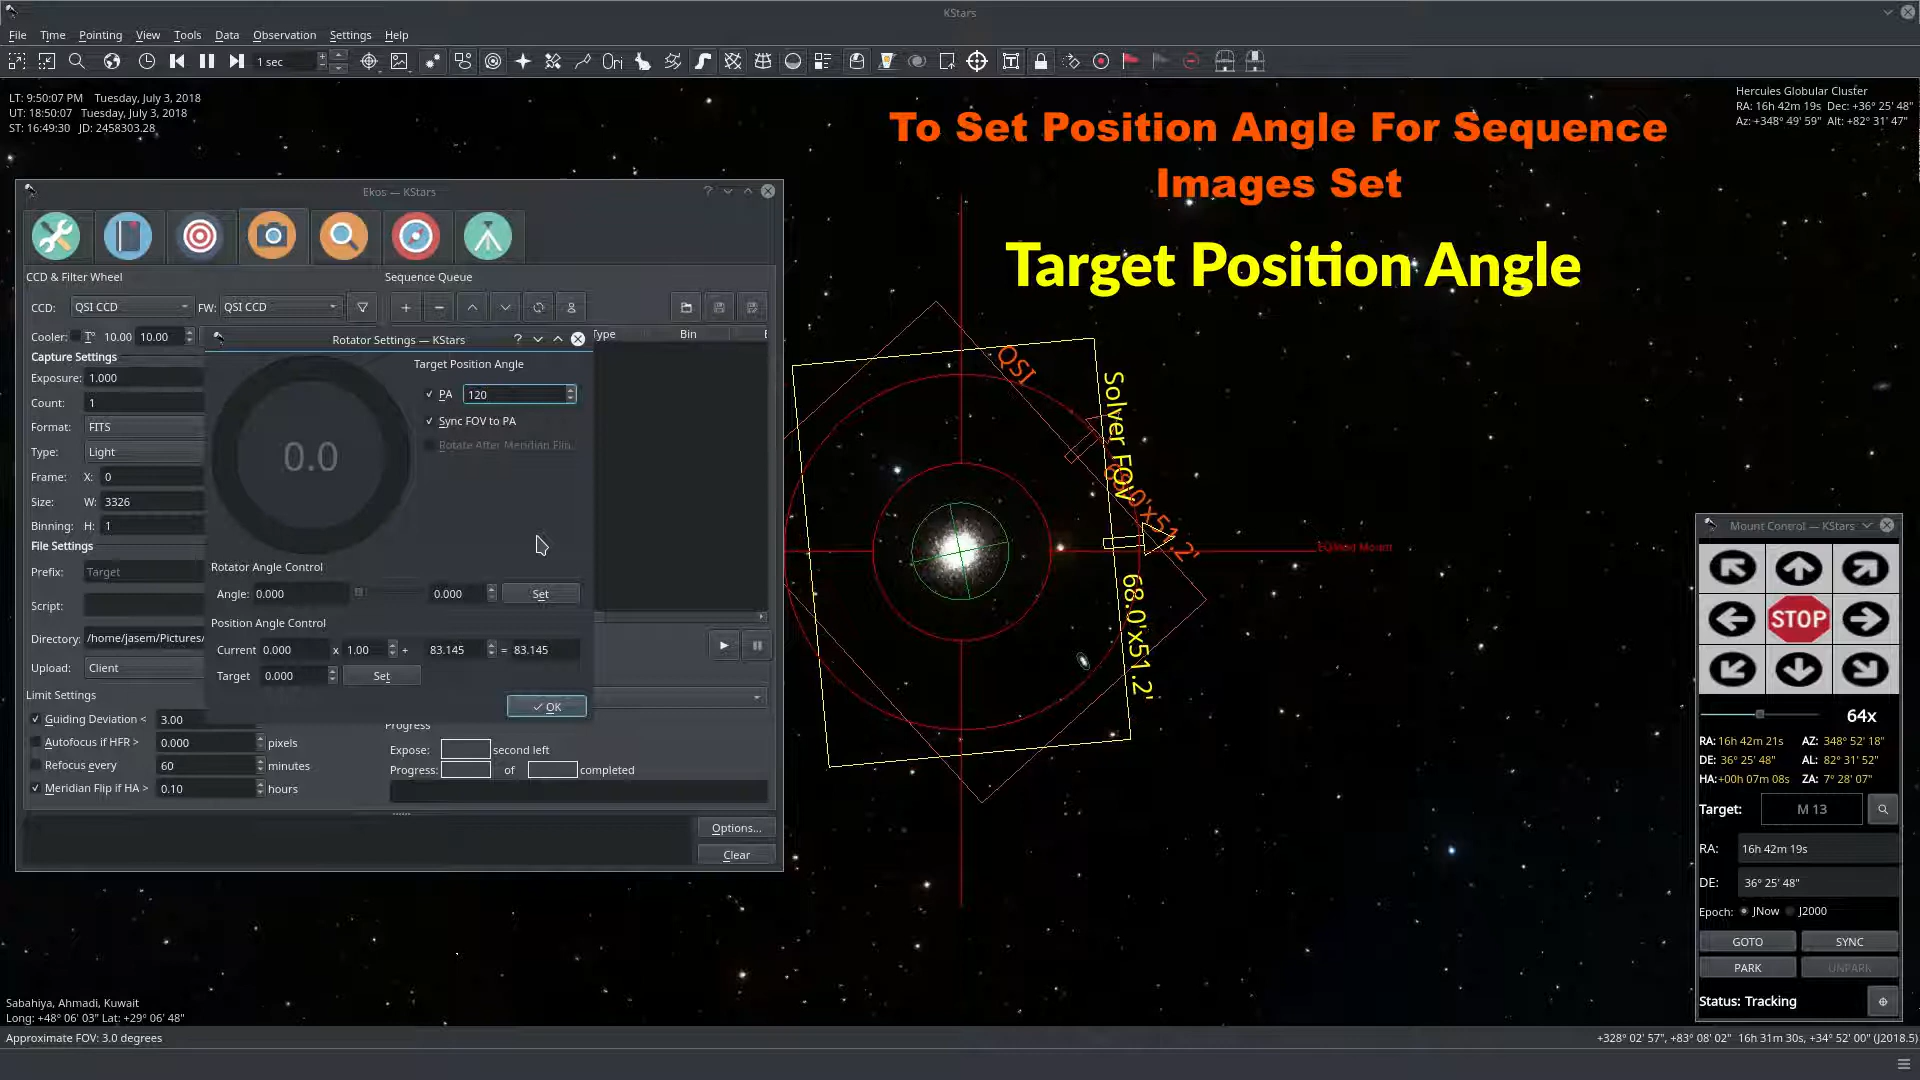 KStars
File Time Pointing View Tools Data Observation Settings Help
1 sec
LT: 9:50:07 PM Tuesday, July 3, 2018
UT: 18:50:07 Tuesday, July 3, 2018
ST: 16:49:30 JD: 2458303.28
Hercules Globular Cluster
RA: 16h 42m 19s Dec: +36° 25' 48"
Az: +348° 49' 59" Alt: +82° 31' 47"
To Set Position Angle For Sequence
Images Set
Target Position Angle
Ekos — KStars
CCD & Filter Wheel
Sequence Queue
CCD: QSI CCD FW: QSI CCD
Cooler: T° 10.00 10.00
Type Bin
Capture Settings
Exposure: 1.000
Count: 1
Format: FITS
Type: Light
Frame: X: 0
Size: W: 3326
Binning: H: 1
File Settings
Prefix: Target
Script:
Directory: /home/jasem/Pictures/
Upload: Client
Limit Settings
Guiding Deviation < 3.00
Autofocus if HFR > 0.000 pixels
Refocus every 60 minutes
Meridian Flip if HA > 0.10 hours
Rotator Settings — KStars
Target Position Angle
PA 120
Sync FOV to PA
Rotate After Meridian Flip
0.0
Rotator Angle Control
Angle: 0.000 0.000 Set
Position Angle Control
Current 0.000 x 1.00 + 83.145 = 83.145
Target 0.000 Set
OK
Progress
Expose: second left
Progress: of completed
Options...
Clear
QSI
Solver FOV
68.0'x51.2'
Mount Control — KStars
STOP
64x
RA: 16h 42m 21s AZ: 348° 52' 18"
DE: 36° 25' 48" AL: 82° 31' 52"
HA: +00h 07m 08s ZA: 7° 28' 07"
Target: M 13
RA: 16h 42m 19s
DE: 36° 25' 48"
Epoch: JNow J2000
GOTO SYNC
PARK UNPARK
Status: Tracking
Sabahiya, Ahmadi, Kuwait
Long: +48° 06' 03" Lat: +29° 06' 48"
Approximate FOV: 3.0 degrees
+328° 02' 57", +83° 08' 02" 16h 31m 30s, +34° 52' 00" (J2018.5)